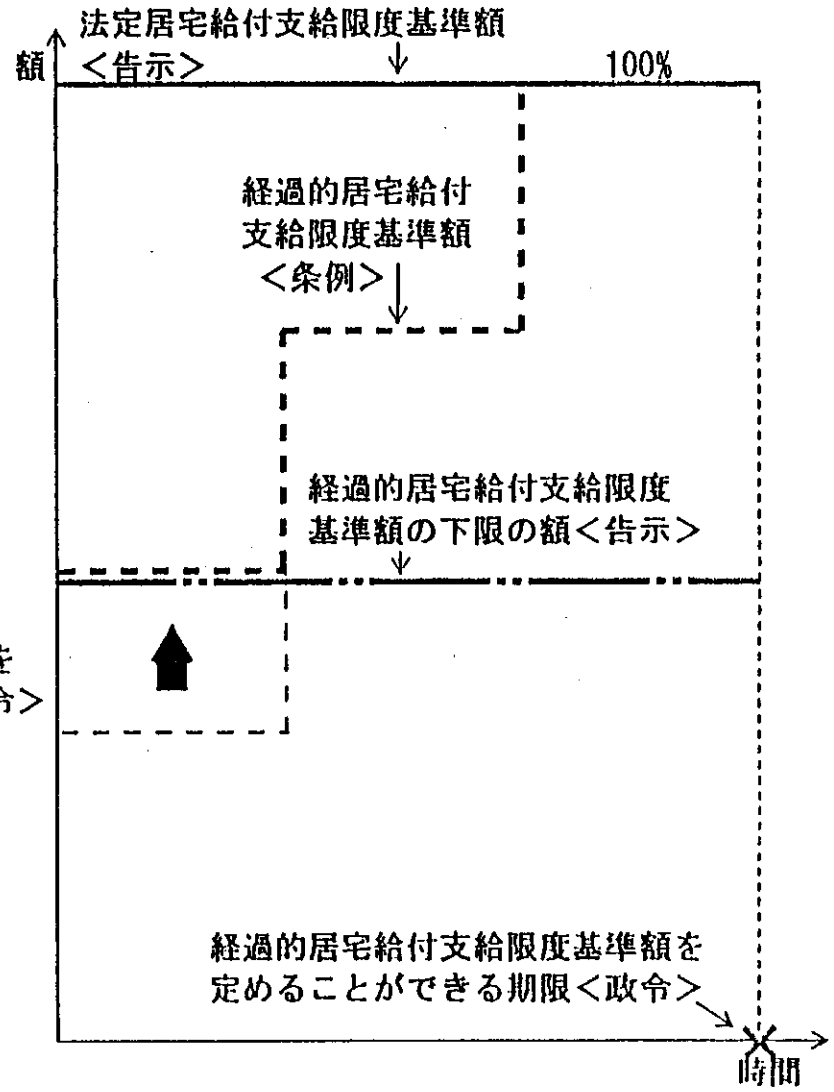 法定居宅給付支給限度基準額
額
＜告示＞
100%
経過的居宅給付
支給限度基準額
＜条例＞
経過的居宅給付支給限度
基準額の下限の額＜告示＞
を
令＞
経過的居宅給付支給限度基準額を
定めることができる期限＜政令＞
時間